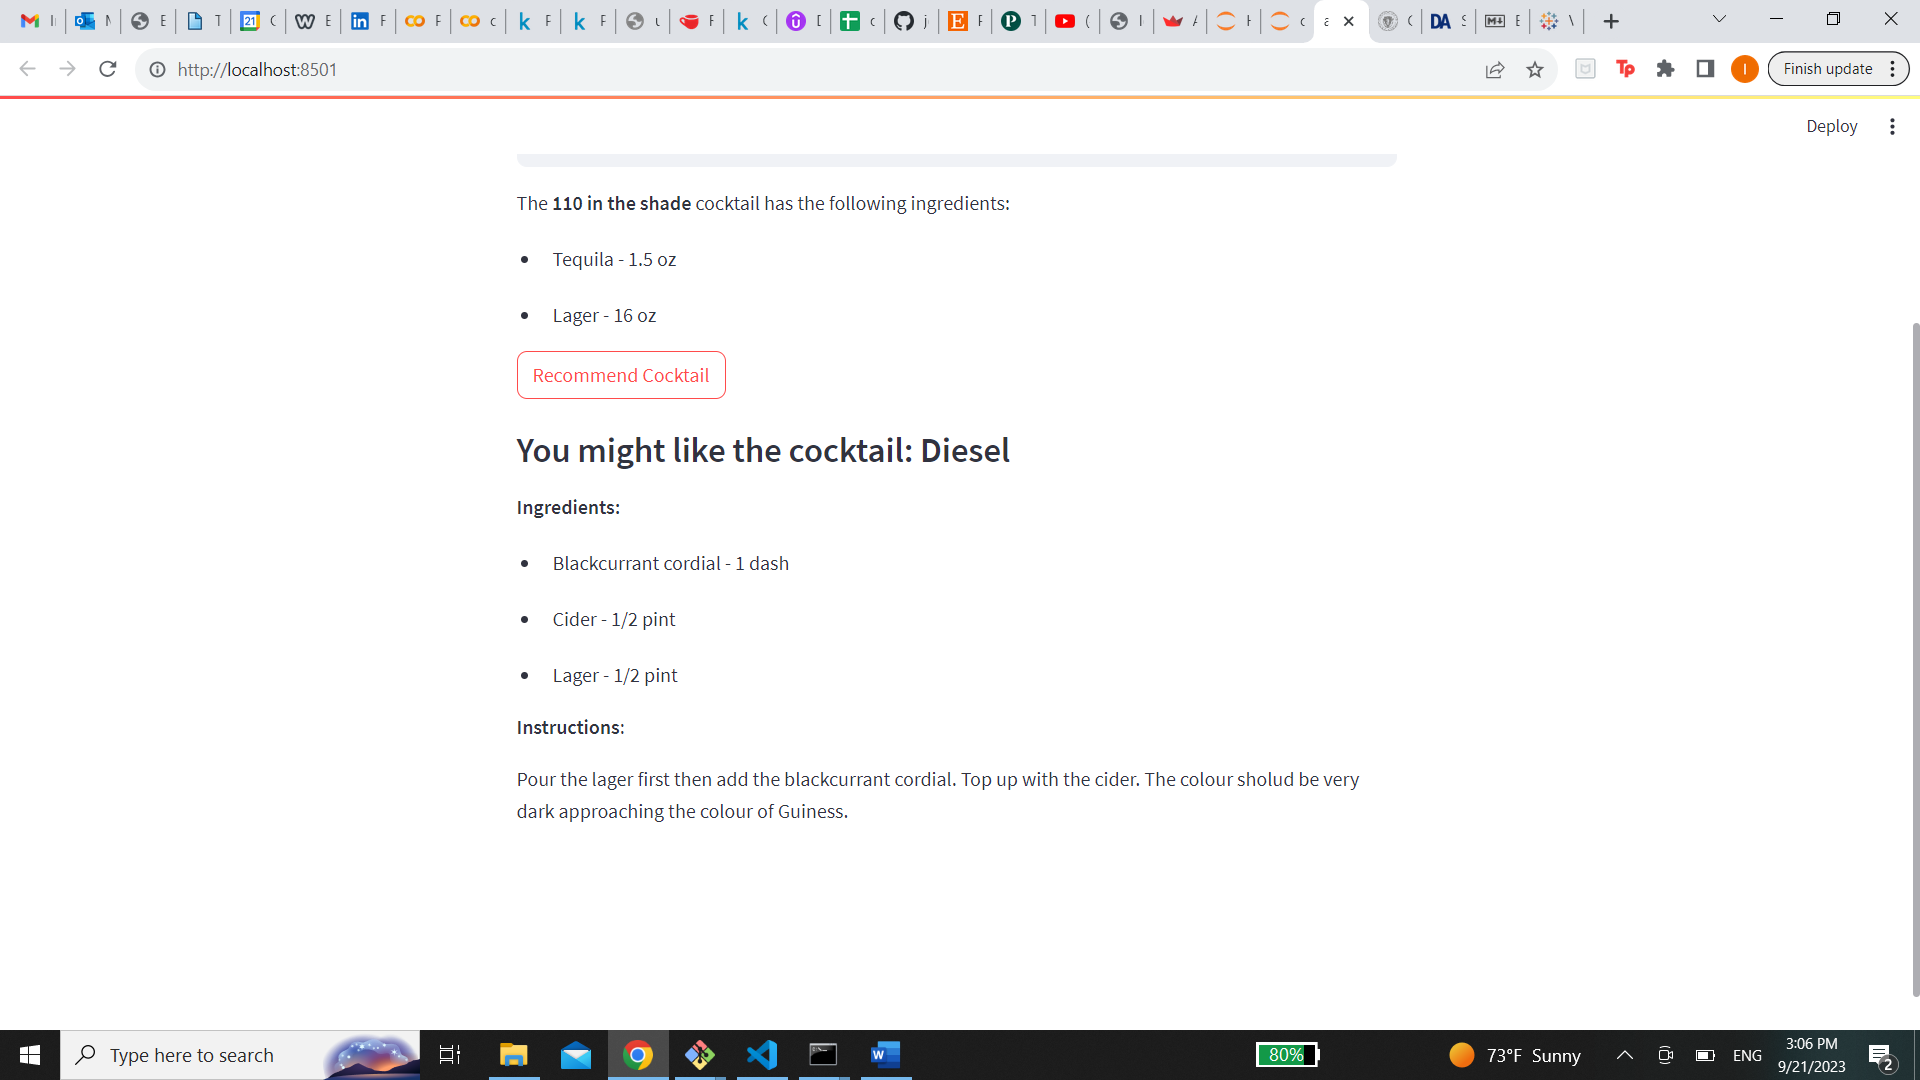 http://localhost:8501
Finish update
Deploy
The 110 in the shade cocktail has the following ingredients:
Tequila - 1.5 oz
Lager - 16 oz
Recommend Cocktail
You might like the cocktail: Diesel
Ingredients:
Blackcurrant cordial - 1 dash
Cider - 1/2 pint
Lager - 1/2 pint
Instructions:
Pour the lager first then add the blackcurrant cordial. Top up with the cider. The colour sholud be very
dark approaching the colour of Guiness.
Type here to search
80%
73°F Sunny
ENG
3:06 PM
9/21/2023
2